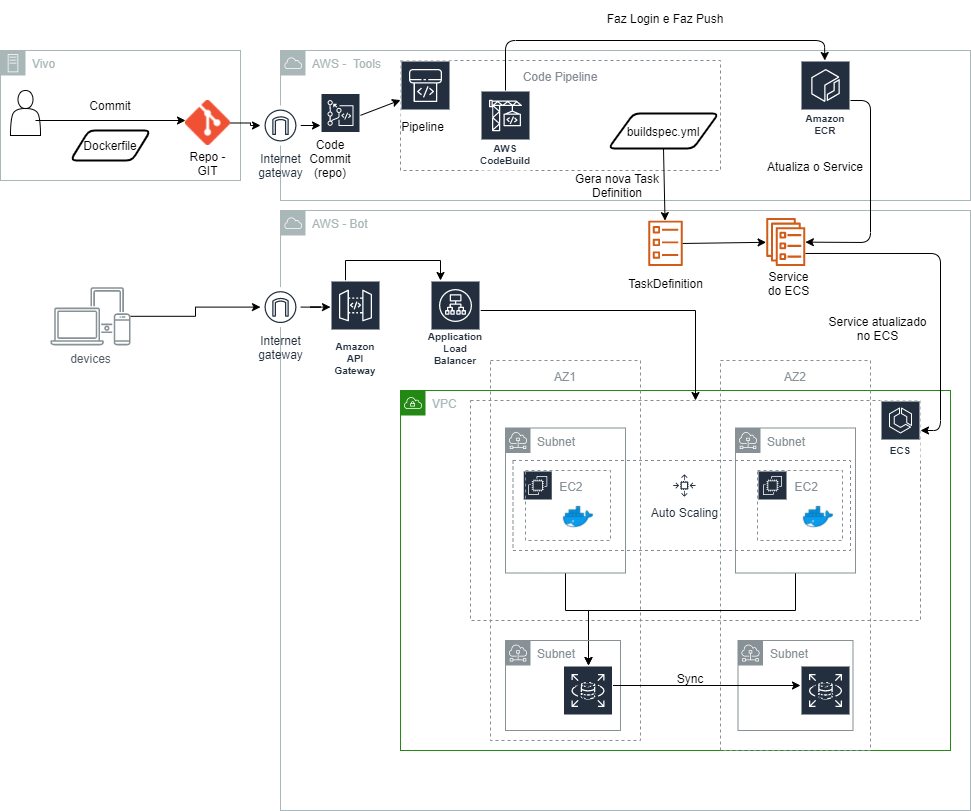 Faz Login e Faz Push
Vivo
AWS -  Tools
Code Pipeline
Commit
Dockerfile
Repo -
GIT
Internet
gateway
Code
Commit
(repo)
Pipeline
AWS
CodeBuild
buildspec.yml
Amazon
ECR
Gera nova Task
Definition
Atualiza o Service
AWS - Bot
TaskDefinition
Service
do ECS
devices
Internet
gateway
Amazon
API
Gateway
Application
Load
Balancer
Service atualizado
no ECS
AZ1
AZ2
VPC
ECS
Subnet
Subnet
EC2
EC2
Auto Scaling
Subnet
Subnet
Sync